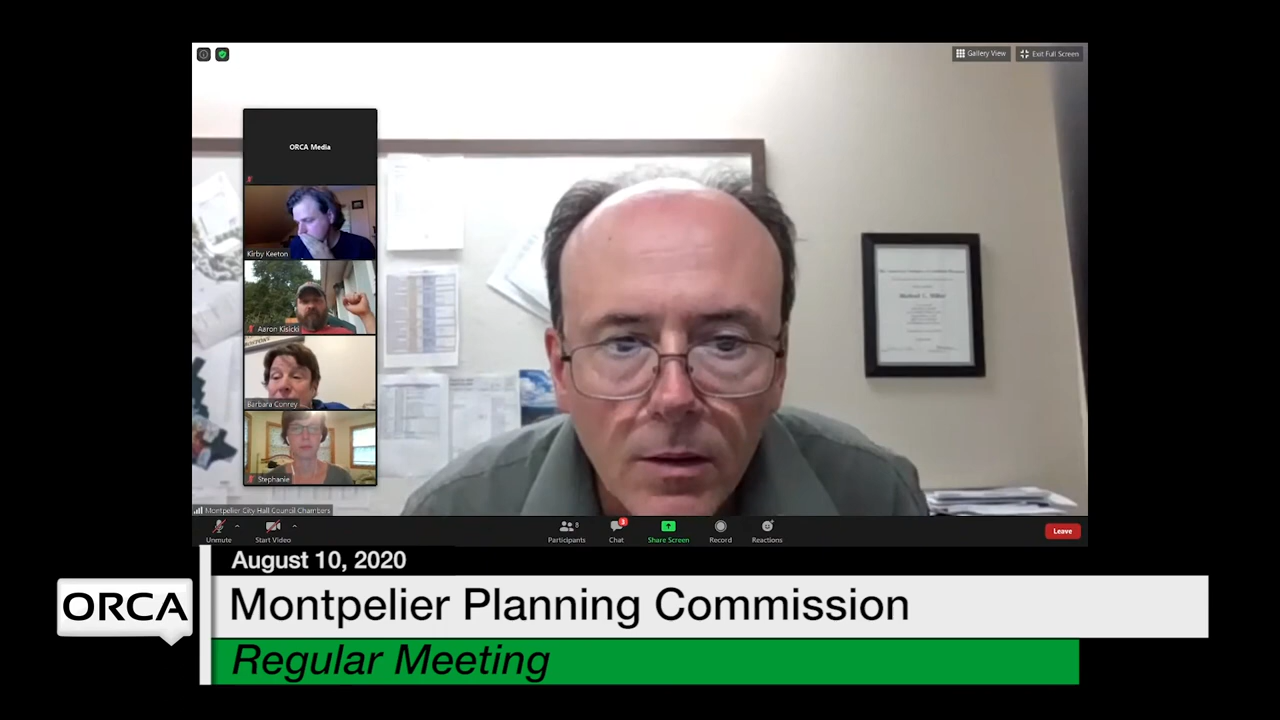 Gallery View
Exit Full Screen
ORCA Media
Kirby Keeton
Aaron Kisicki
Barbara Conrey
Stephanie
Montpelier City Hall Council Chambers
Unmute
Start Video
Participants
8
Chat
3
Share Screen
Record
Reactions
Leave
August 10, 2020
ORCA
Montpelier Planning Commission
Regular Meeting